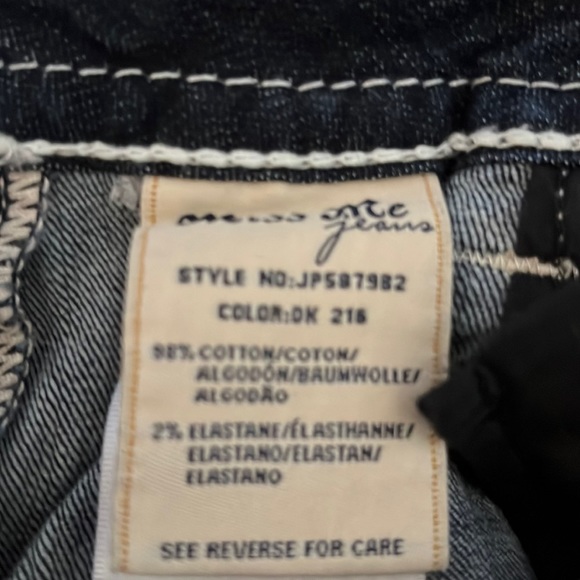 Miss Me
jeans
STYLE NO:JP5879B2
COLOR:DK 216
98% COTTON/COTON/
ALGODÓN/BAUMWOLLE/
ALGODÃO
2% ELASTANE/ÉLASTHANNE/
ELASTANO/ELASTAN/
ELASTANO
SEE REVERSE FOR CARE